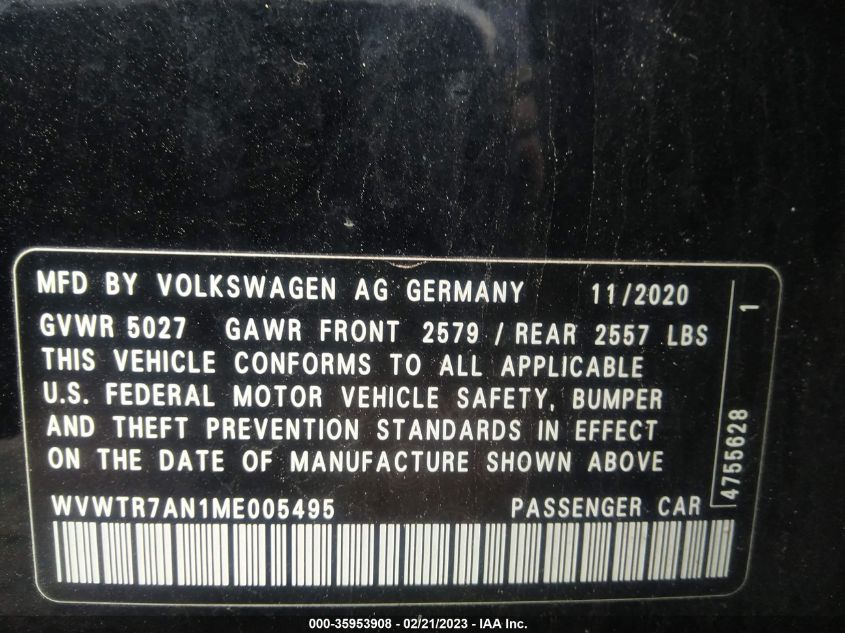 MFD BY VOLKSWAGEN AG GERMANY 11/2020
GVWR 5027 GAWR FRONT 2579 / REAR 2557 LBS
THIS VEHICLE CONFORMS TO ALL APPLICABLE
U.S. FEDERAL MOTOR VEHICLE SAFETY, BUMPER
AND THEFT PREVENTION STANDARDS IN EFFECT
ON THE DATE OF MANUFACTURE SHOWN ABOVE
WVWTR7AN1ME005495 PASSENGER CAR
4755628 1
000-35953908 - 02/21/2023 - IAA Inc.